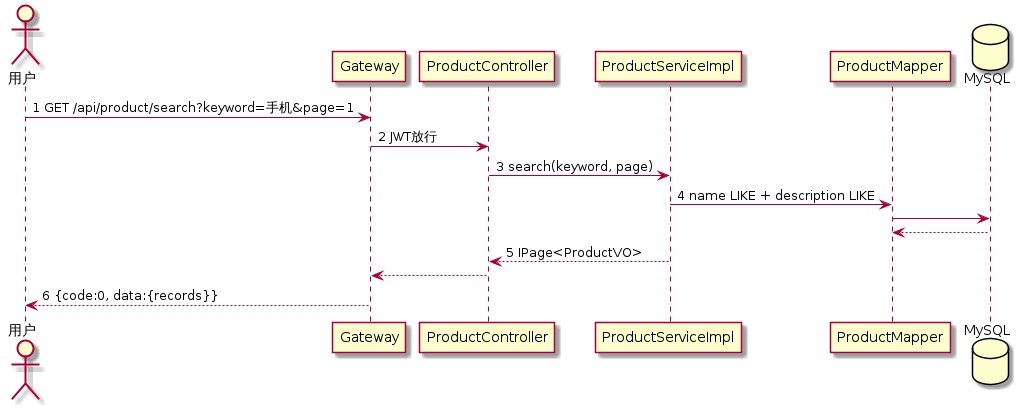 用户
Gateway
ProductController
ProductServiceImpl
ProductMapper
MySQL
1 GET /api/product/search?keyword=手机&page=1
2 JWT放行
3 search(keyword, page)
4 name LIKE + description LIKE
5 IPage<ProductVO>
6 {code:0, data:{records}}
用户
Gateway
ProductController
ProductServiceImpl
ProductMapper
MySQL